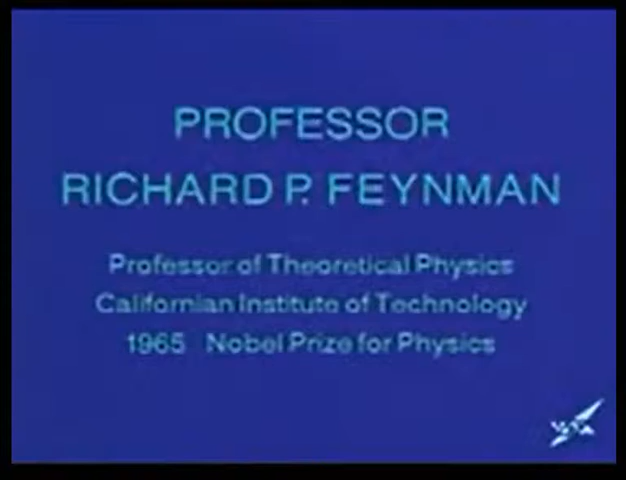 PROFESSOR
RICHARD P. FEYNMAN
Professor of Theoretical Physics
Californian Institute of Technology
1965 Nobel Prize for Physics